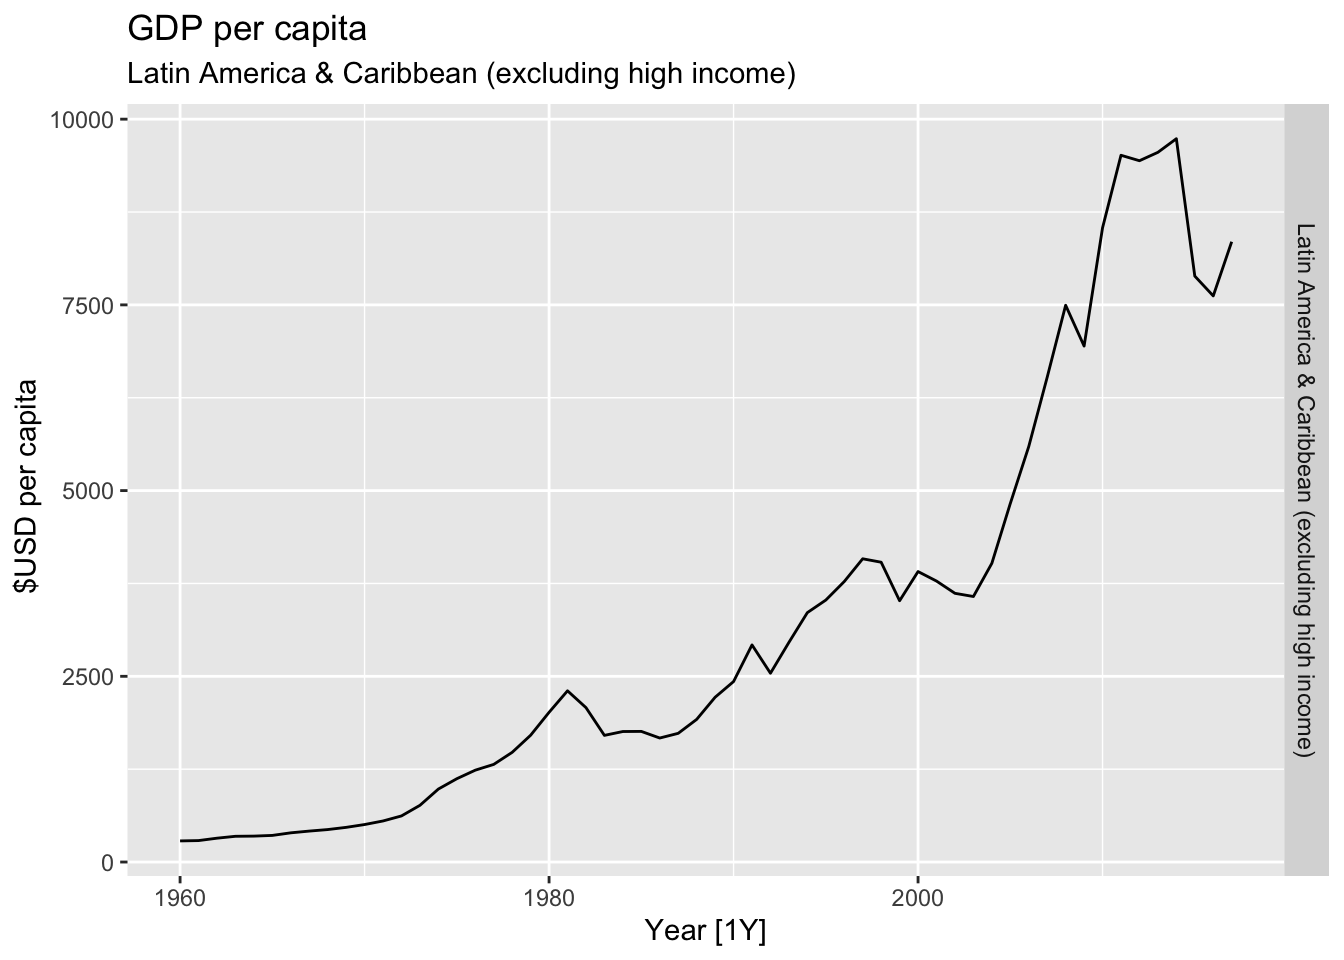 GDP per capita
Latin America & Caribbean (excluding high income)
10000
7500
5000
2500
0
$USD per capita
Latin America & Caribbean (excluding high income)
1960
1980
2000
Year [1Y]